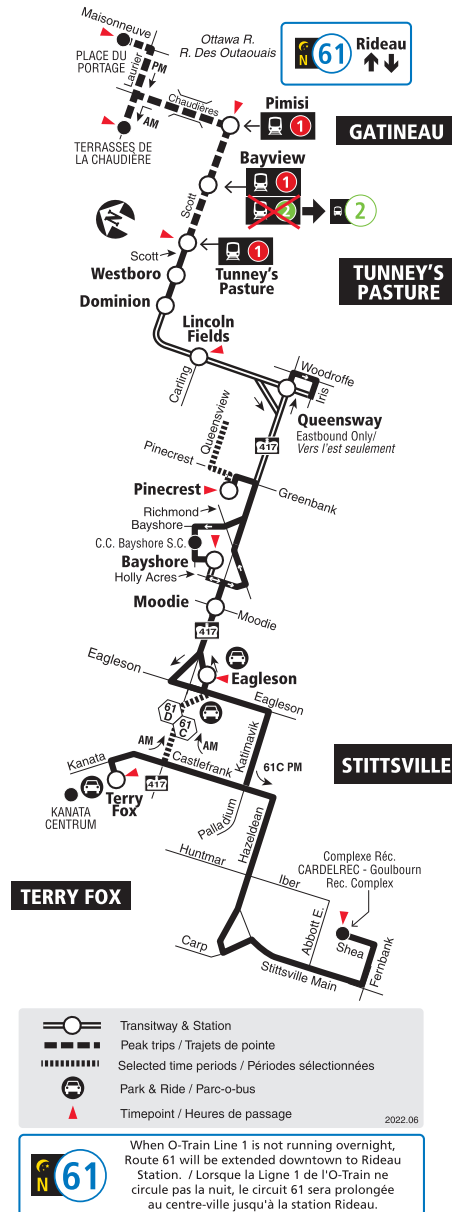 Maisonneuve
Ottawa R.
R. Des Outaouais
N 61 Rideau
PLACE DU
PORTAGE
Laurier
PM
Chaudières
AM
Pimisi
1
GATINEAU
TERRASSES DE
LA CHAUDIÈRE
Bayview
1
2
2
Scott
N
Scott
1
Tunney's
Pasture
Westboro
TUNNEY'S
PASTURE
Dominion
Lincoln
Fields
Carling
Woodroffe
Iris
Queensview
Queensway
Eastbound Only/
Vers l'est seulement
417
Pinecrest
Pinecrest
Greenbank
Richmond
Bayshore
C.C. Bayshore S.C.
Bayshore
Holly Acres
Moodie
Moodie
417
Eagleson
Eagleson
Eagleson
61
D
61
C
AM
AM
Katimavik
61C PM
Kanata
Castlefrank
STITTSVILLE
417
Terry
Fox
KANATA
CENTRUM
Palladium
Hazeldean
Huntmar
Iber
Complexe Réc.
CARDELREC - Goulbourn
Rec. Complex
TERRY FOX
Abbott E.
Shea
Carp
Fernbank
Stittsville Main
Transitway & Station
Peak trips / Trajets de pointe
Selected time periods / Périodes sélectionnées
Park & Ride / Parc-o-bus
Timepoint / Heures de passage
2022.06
N 61
When O-Train Line 1 is not running overnight,
Route 61 will be extended downtown to Rideau
Station. / Lorsque la Ligne 1 de l'O-Train ne
circule pas la nuit, le circuit 61 sera prolongée
au centre-ville jusqu'à la station Rideau.